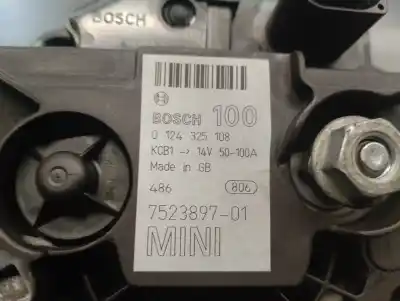 BOSCH
BOSCH 100
0 124 325 108
KCB1 → 14V 50-100A
Made in GB
486 806
7523897-01
MINI